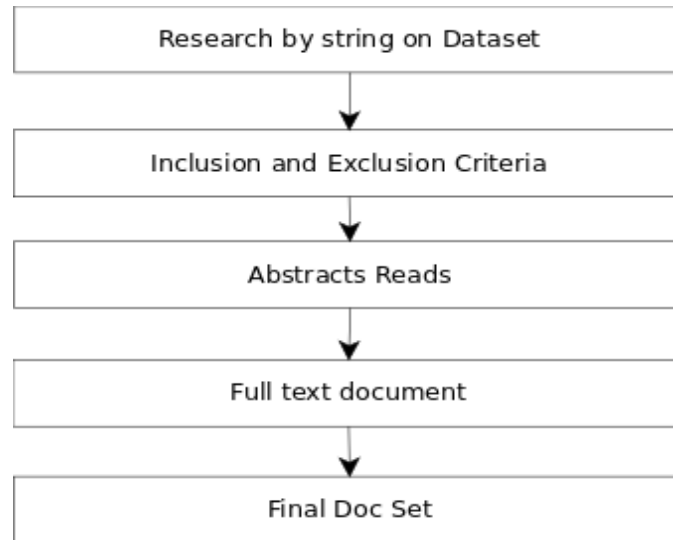 Research by string on Dataset
Inclusion and Exclusion Criteria
Abstracts Reads
Full text document
Final Doc Set